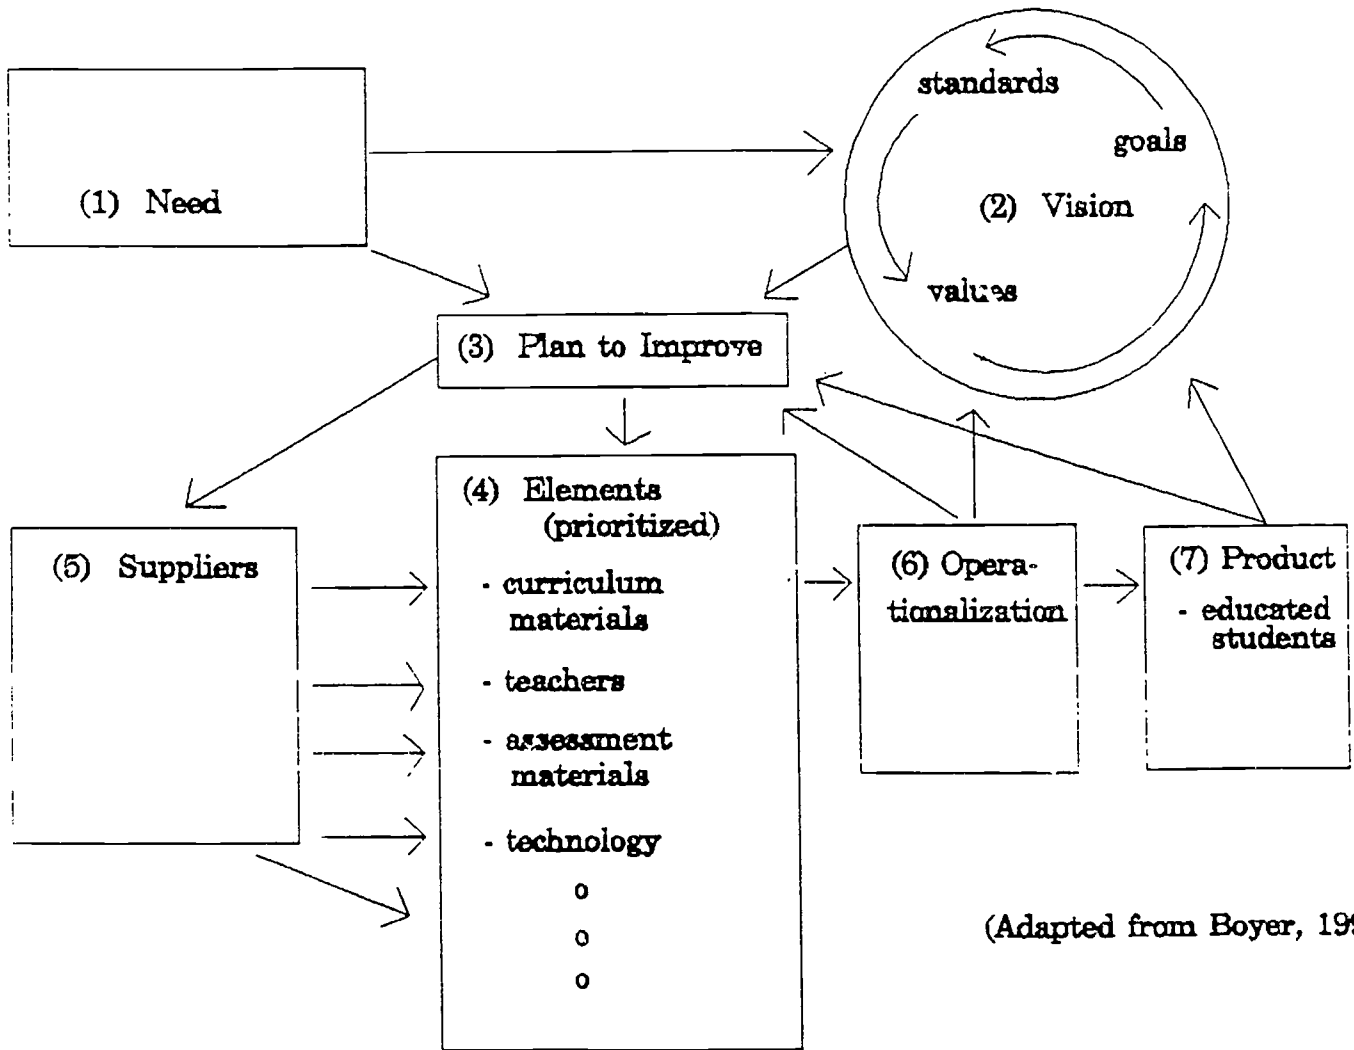 standards
goals
(1) Need
(2) Vision
values
(3) Plan to Improve
(4) Elements
(prioritized)
- curriculum
materials
- teachers
- assessment
materials
- technology
o
o
o
(5) Suppliers
(6) Opera-
tionalization
(7) Product
- educated
students
(Adapted from Boyer,